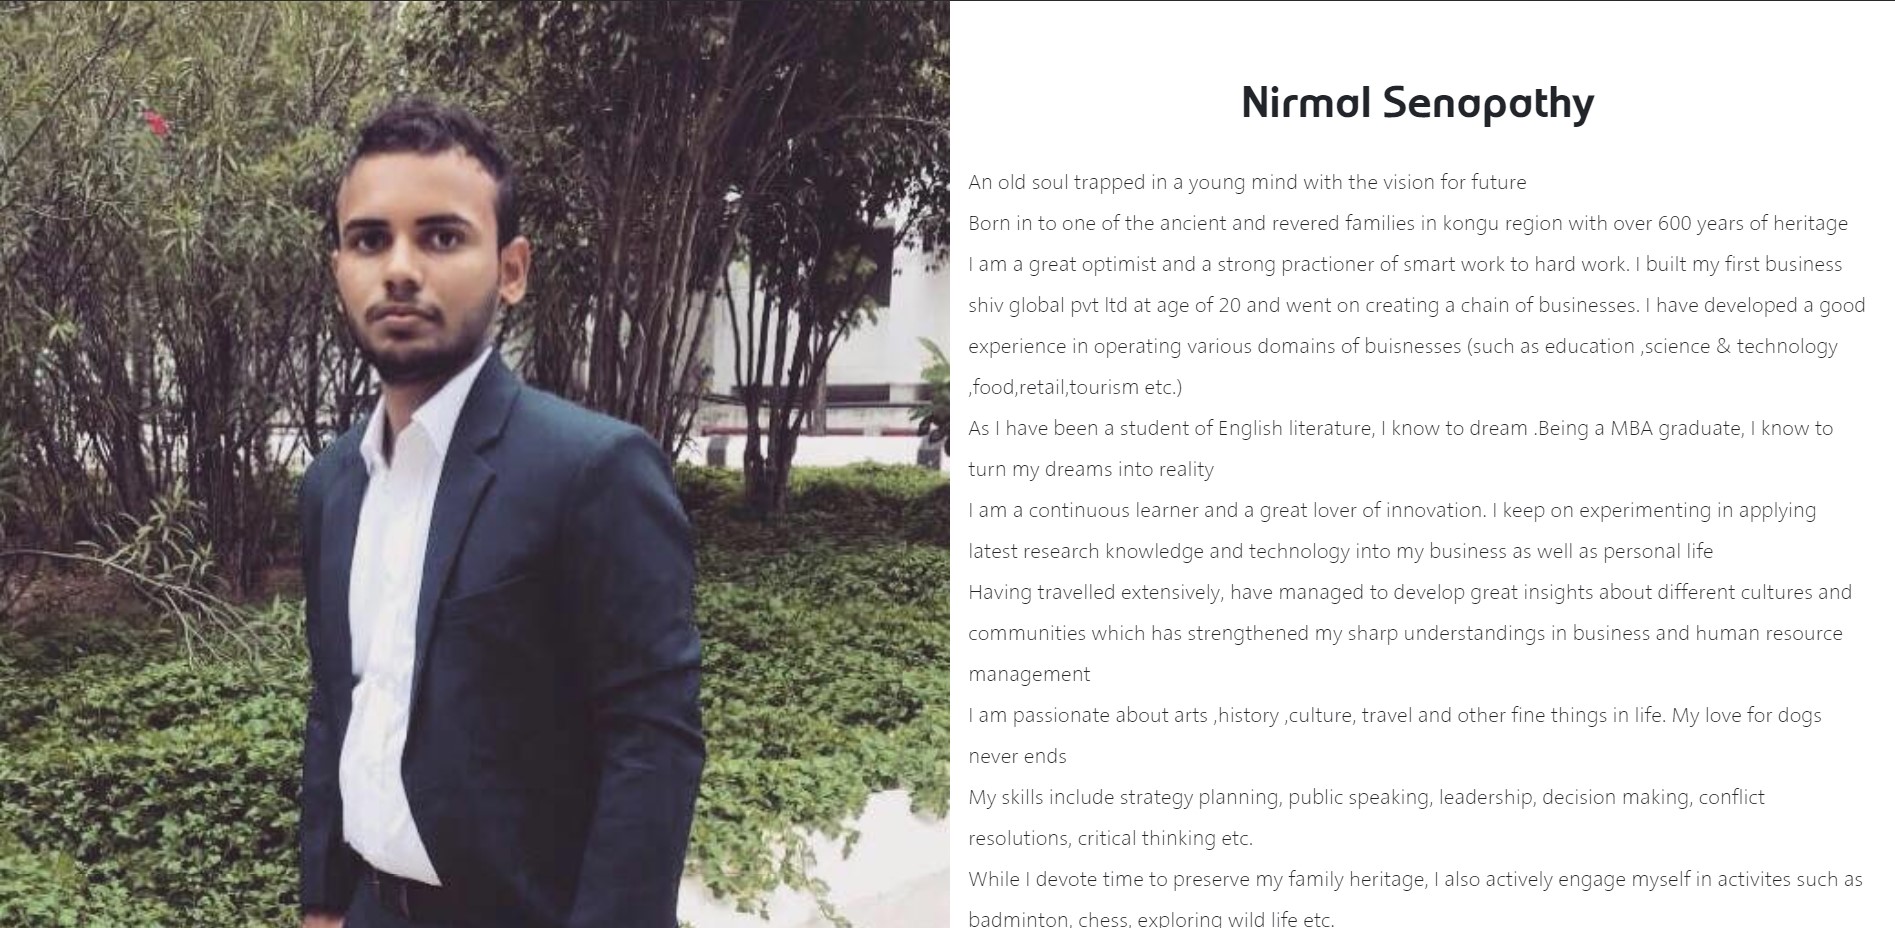 Nirmal Senapathy
An old soul trapped in a young mind with the vision for future
Born in to one of the ancient and revered families in kongu region with over 600 years of heritage
I am a great optimist and a strong practioner of smart work to hard work. I built my first business
shiv global pvt ltd at age of 20 and went on creating a chain of businesses. I have developed a good
experience in operating various domains of buisnesses (such as education ,science & technology
,food,retail,tourism etc.)
As I have been a student of English literature, I know to dream .Being a MBA graduate, I know to
turn my dreams into reality
I am a continuous learner and a great lover of innovation. I keep on experimenting in applying
latest research knowledge and technology into my business as well as personal life
Having travelled extensively, have managed to develop great insights about different cultures and
communities which has strengthened my sharp understandings in business and human resource
management
I am passionate about arts ,history ,culture, travel and other fine things in life. My love for dogs
never ends
My skills include strategy planning, public speaking, leadership, decision making, conflict
resolutions, critical thinking etc.
While I devote time to preserve my family heritage, I also actively engage myself in activites such as
badminton, chess, exploring wild life etc.